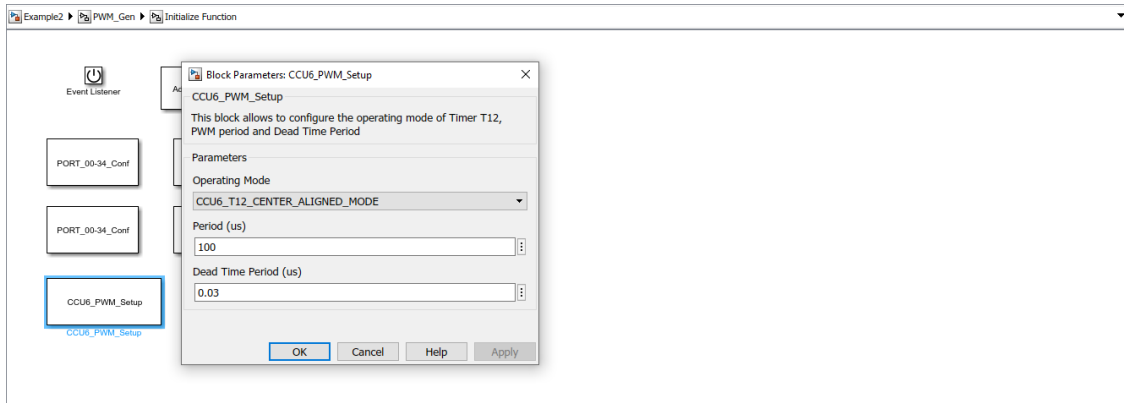 Example2 PWM_Gen Initialize Function
Event Listener
Block Parameters: CCU6_PWM_Setup
CCU6_PWM_Setup
This block allows to configure the operating mode of Timer T12,
PWM period and Dead Time Period
PORT_00-34_Conf
Parameters
Operating Mode
CCU6_T12_CENTER_ALIGNED_MODE
PORT_00-34_Conf
Period (us)
100
Dead Time Period (us)
0.03
CCU6_PWM_Setup
CCU6_PWM_Setup
OK Cancel Help Apply